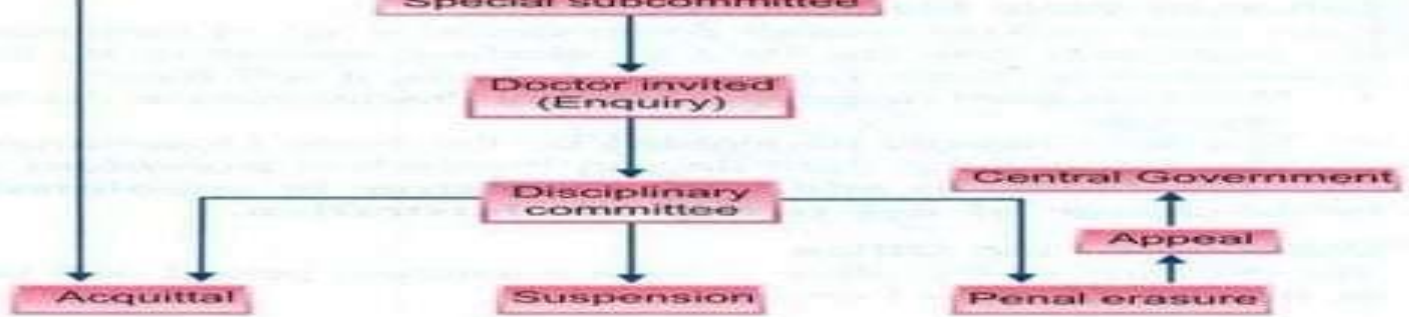 Special subcommittee
Doctor invited
(Enquiry)
Disciplinary
committee
Central Government
Appeal
Acquittal
Suspension
Penal erasure